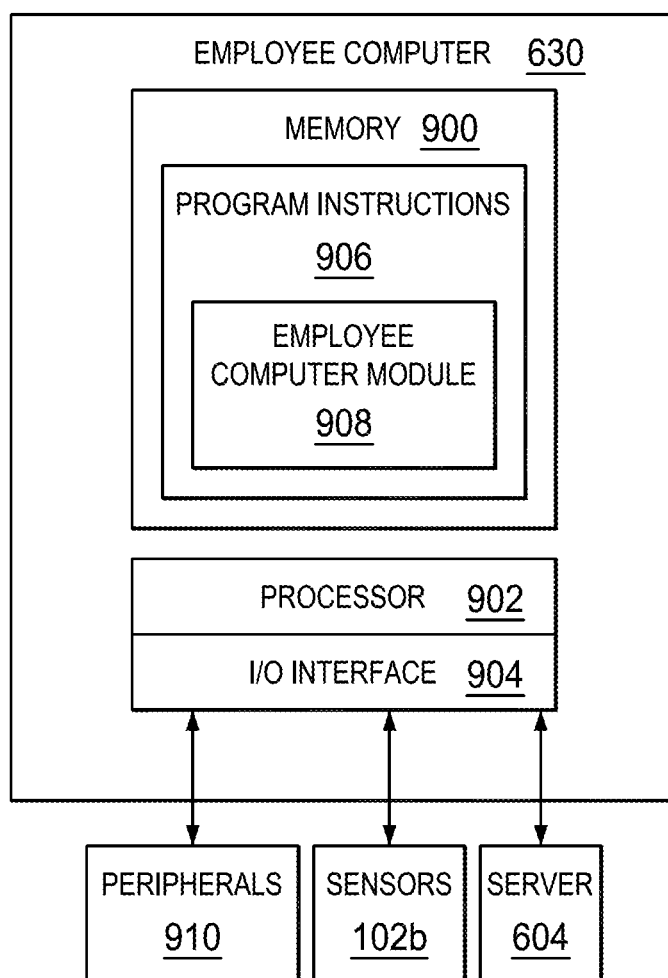 EMPLOYEE COMPUTER 630
MEMORY 900
PROGRAM INSTRUCTIONS
906
EMPLOYEE
COMPUTER MODULE
908
PROCESSOR 902
I/O INTERFACE 904
PERIPHERALS
910
SENSORS
102b
SERVER
604